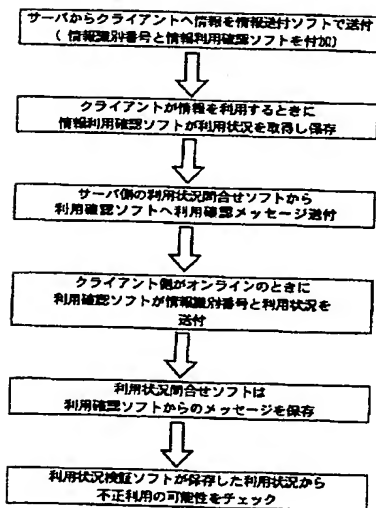 サーバからクライアントへ情報を情報送付ソフトで送付
( 情報識別番号と情報利用確認ソフトを付加)
クライアントが情報を利用するときに
情報利用確認ソフトが利用状況を取得し保存
サーバ側の利用状況問合せソフトから
利用確認ソフトへ利用確認メッセージ送付
クライアント側がオンラインのときに
利用確認ソフトが情報識別番号と利用状況を
送付
利用状況問合せソフトは
利用確認ソフトからのメッセージを保存
利用状況検証ソフトが保存した利用状況から
不正利用の可能性をチェック